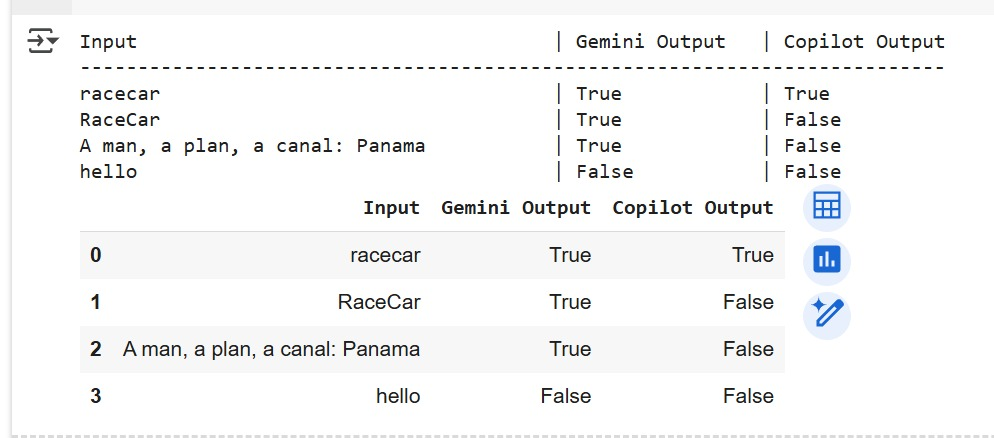 Input | Gemini Output | Copilot Output
---------------------------------------------------------------------------
racecar | True | True
RaceCar | True | False
A man, a plan, a canal: Panama | True | False
hello | False | False
Input Gemini Output Copilot Output
0 racecar True True
1 RaceCar True False
2 A man, a plan, a canal: Panama True False
3 hello False False